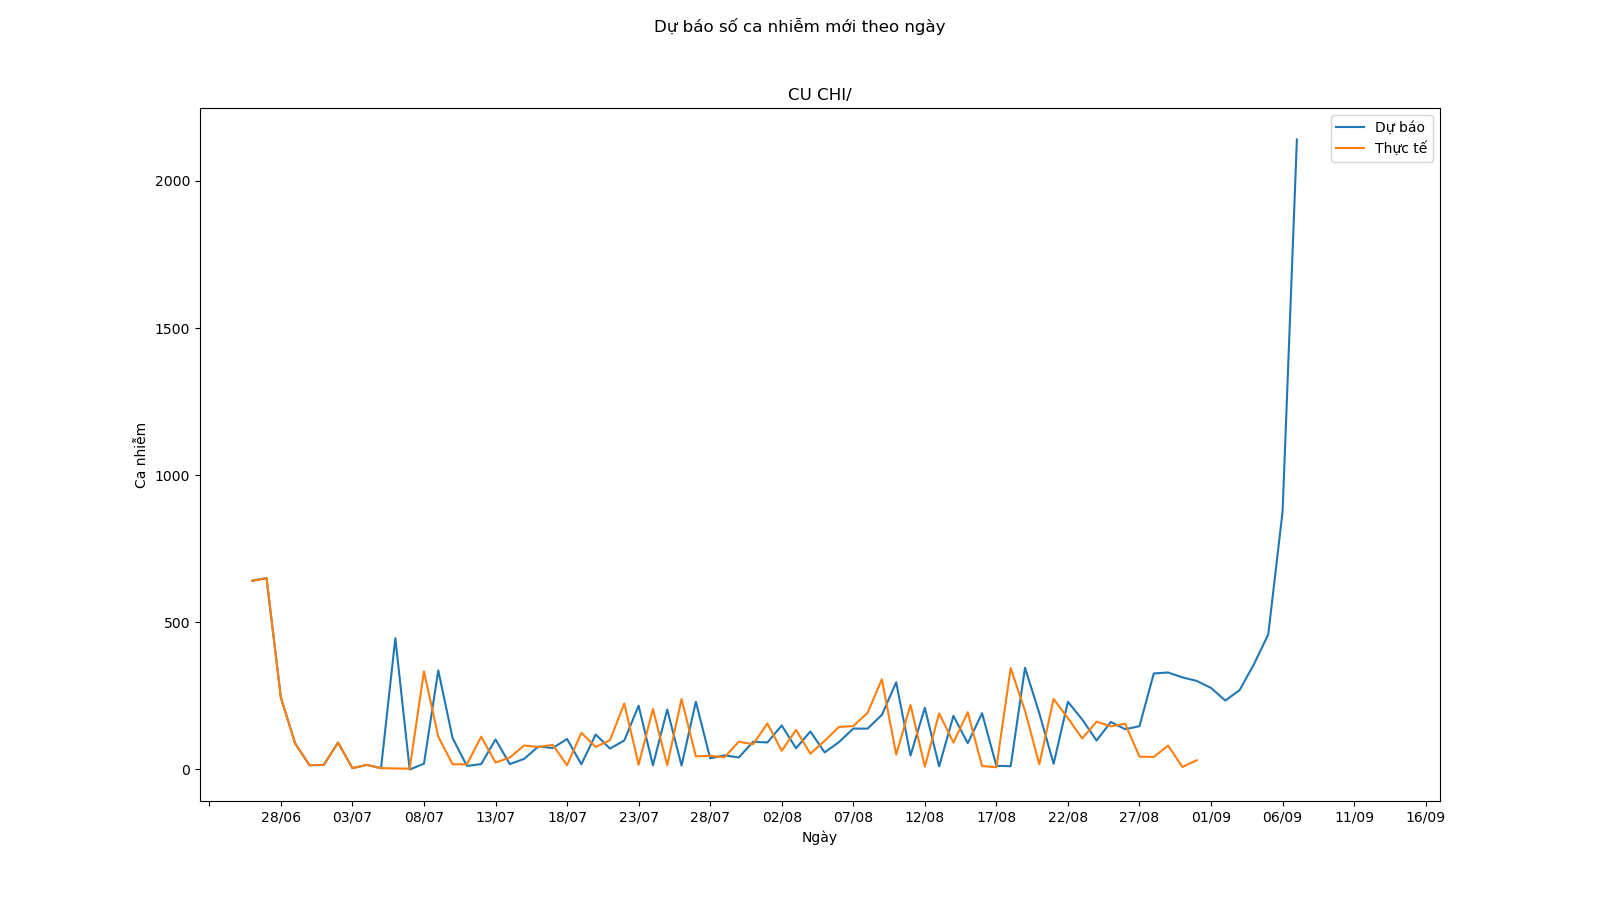 Dự báo số ca nhiễm mới theo ngày
CU CHI/
Dự báo
Thực tế
2000
1500
1000
500
0
Ca nhiễm
28/06 03/07 08/07 13/07 18/07 23/07 28/07 02/08 07/08 12/08 17/08 22/08 27/08 01/09 06/09 11/09 16/09
Ngày